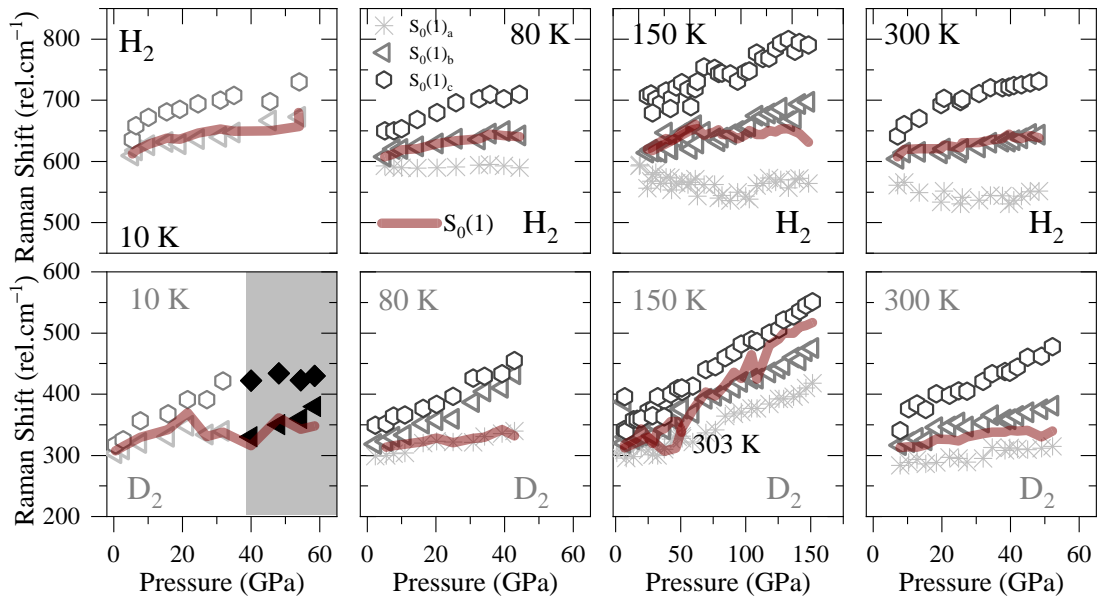 Raman Shift (rel.cm⁻¹)
800
700
600
500
H₂
10 K
80 K
S₀(1)ₐ
S₀(1)_b
S₀(1)_c
S₀(1)
H₂
150 K
H₂
300 K
H₂
Raman Shift (rel.cm⁻¹)
600
500
400
300
200
10 K
D₂
80 K
D₂
150 K
303 K
D₂
300 K
D₂
0 20 40 60
0 20 40 60
0 50 100 150
0 20 40 60
Pressure (GPa)
Pressure (GPa)
Pressure (GPa)
Pressure (GPa)